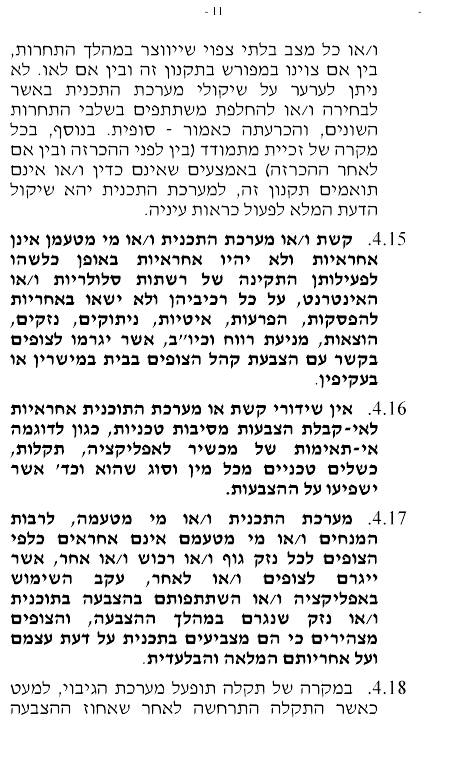 - 11 -
ו/או כל מצב בלתי צפוי שייווצר במהלך התחרות,
בין אם צוינו במפורש בתקנון זה ובין אם לאו. לא
ניתן לערער על שיקולי מערכת התכנית באשר
לבחירה ו/או להחלפת משתתפים בשלבי התחרות
השונים, והכרעתה כאמור - סופית. בנוסף, בכל
מקרה של זכיית מתמודד (בין לפני ההכרזה ובין אם
לאחר ההכרזה) באמצעים שאינם כדין ו/או אינם
תואמים תקנון זה, למערכת התכנית יהא שיקול
הדעת המלא לפעול כראות עיניה.
4.15. קשת ו/או מערכת התכנית ו/או מי מטעמן אינן
אחראיות ולא יהיו אחראיות באופן כלשהו
לפעילותן התקינה של רשתות סלולריות ו/או
האינטרנט, על כל רכיביהן ולא ישאו באחריות
להפסקות, הפרעות, איטיות, ניתוקים, נזקים,
הוצאות, מניעת רווח וכיו"ב, אשר יגרמו לצופים
בקשר עם הצבעת קהל הצופים בבית במישרין או
בעקיפין.
4.16. אין שידורי קשת או מערכת התוכנית אחראיות
לאי-קבלת הצבעות מסיבות טכניות, כגון לדוגמה
אי-תאימות של מכשיר לאפליקציה, תקלות,
כשלים טכניים מכל מין וסוג שהוא וכד' אשר
ישפיעו על ההצבעות.
4.17. מערכת התכנית ו/או מי מטעמה, לרבות
המנחים ו/או מי מטעמם אינם אחראים כלפי
הצופים לכל נזק גוף ו/או רכוש ו/או אחר, אשר
ייגרם לצופים ו/או לאחר, עקב השימוש
באפליקציה ו/או השתתפותם בהצבעה בתוכנית
ו/או נזק שנגרם במהלך ההצבעה, והצופים
מצהירים כי הם מצביעים בתכנית על דעת עצמם
ועל אחריותם המלאה והבלעדית.
4.18. במקרה של תקלה תופעל מערכת הגיבוי, למעט
כאשר התקלה התרחשה לאחר שאחוז ההצבעה